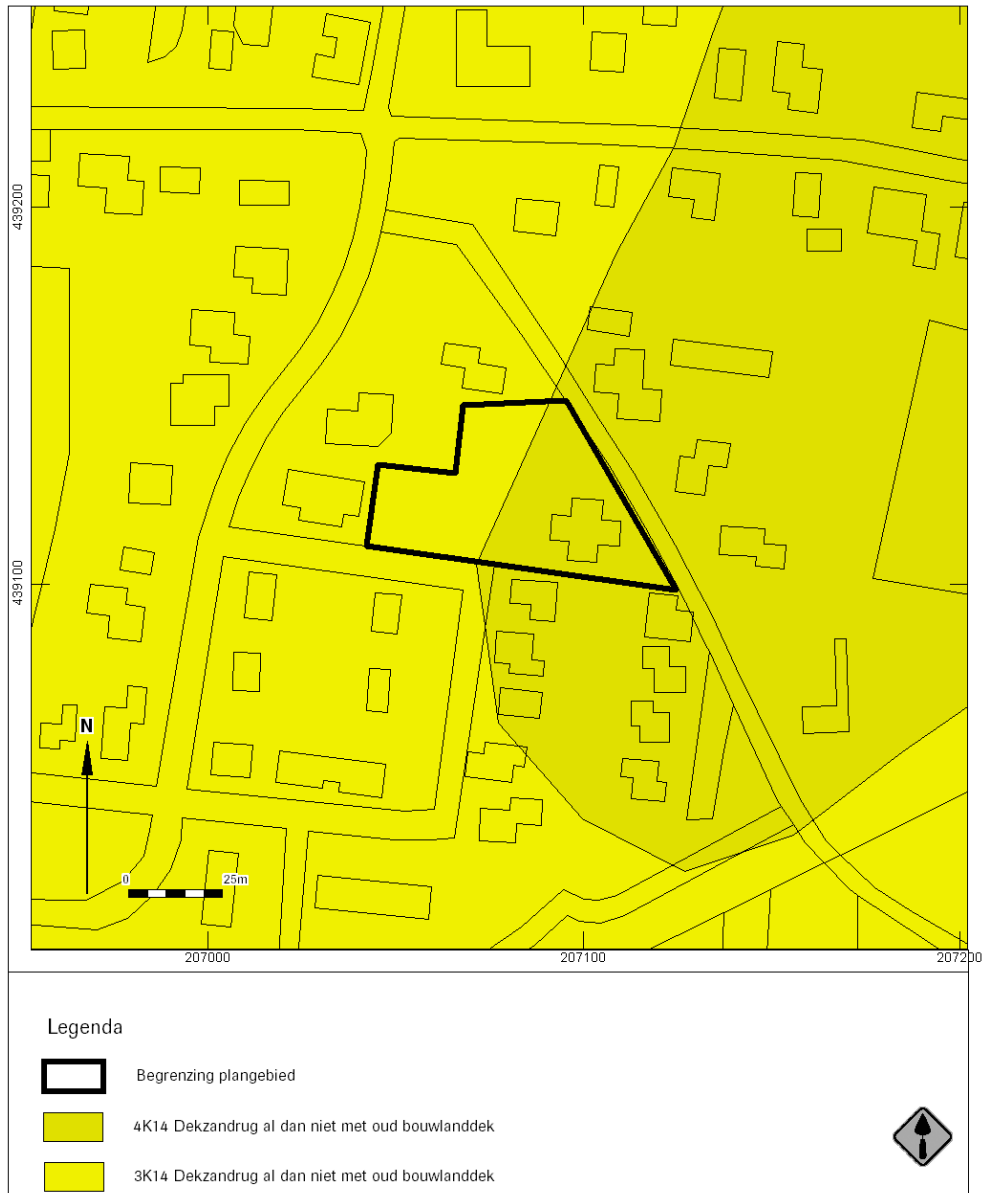 439200
439100
N
0 25m
207000 207100 207200
Legenda
Begrenzing plangebied
4K14 Dekzandrug al dan niet met oud bouwlanddek
3K14 Dekzandrug al dan niet met oud bouwlanddek